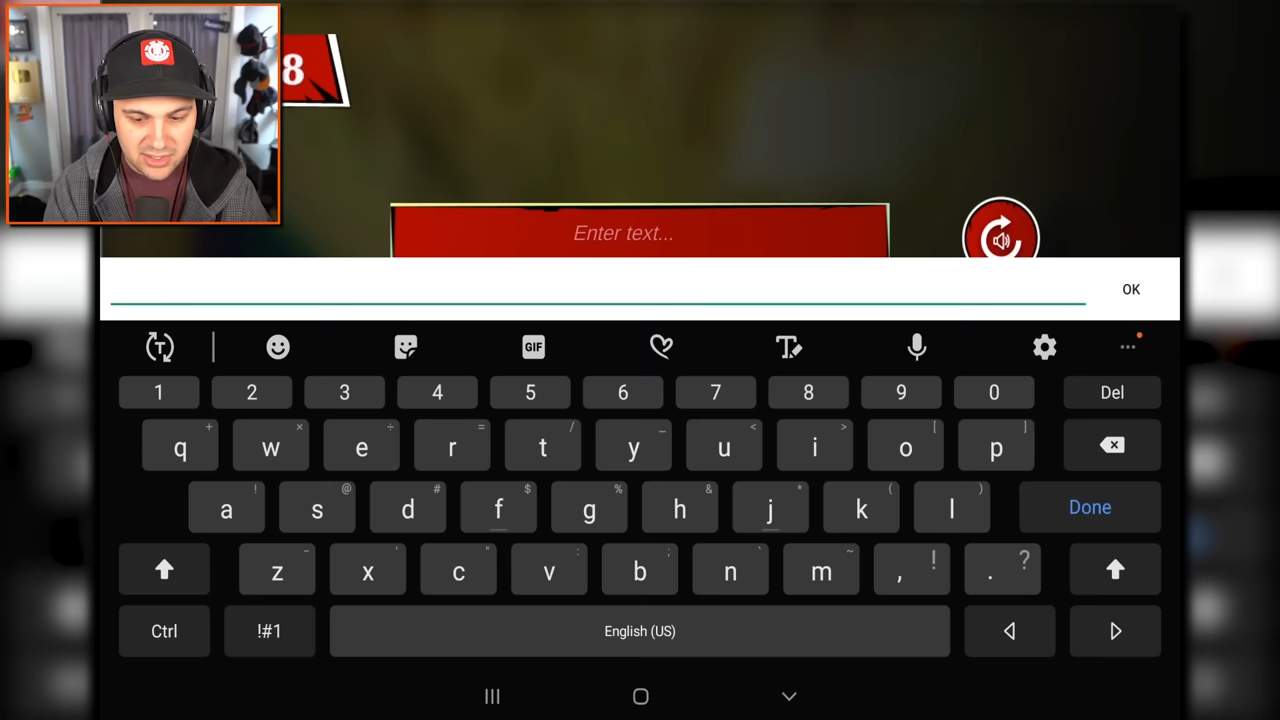 8
Enter text...
OK
T GIF T ...
1 2 3 4 5 6 7 8 9 0 Del
+ × ÷ = / _ < > [ ]
q w e r t y u i o p
! @ # $ % & * ( )
a s d f g h j k l Done
- ' " : ; ` ~ ! ?
z x c v b n m , .
Ctrl !#1 English (US)